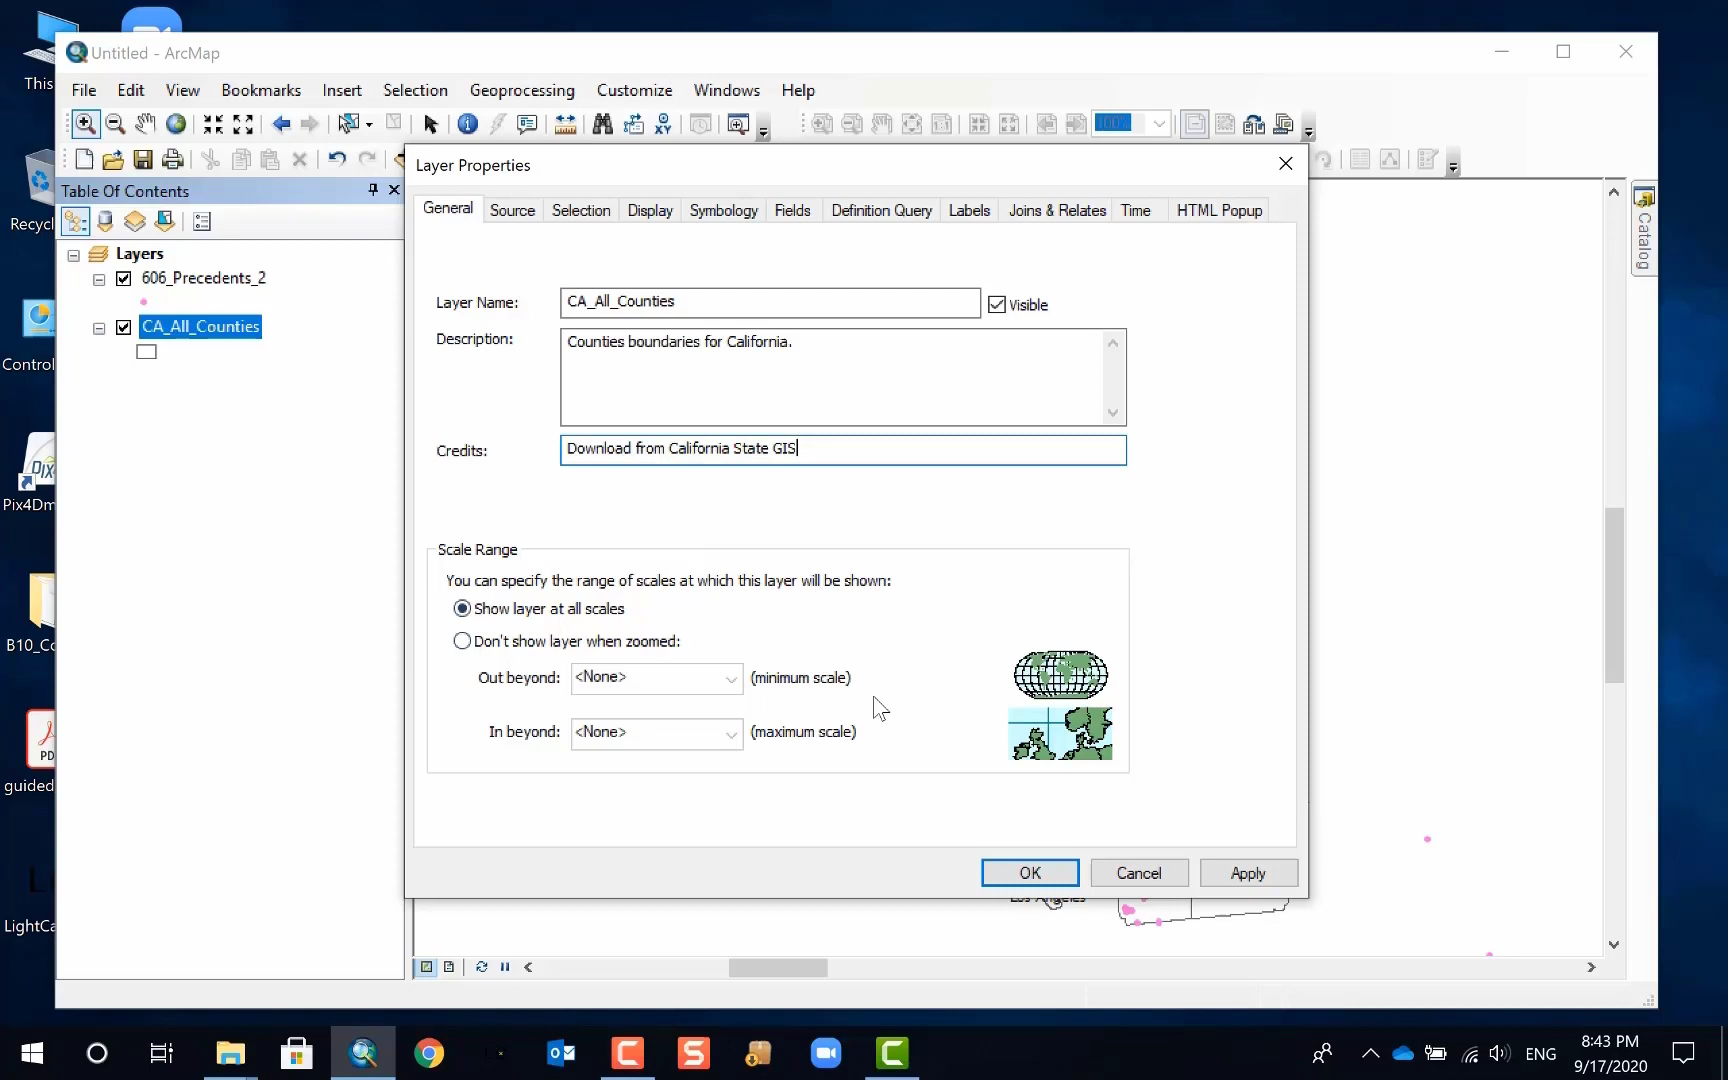 This
Untitled - ArcMap
File Edit View Bookmarks Insert Selection Geoprocessing Customize Windows Help
100%
Table Of Contents
Layer Properties
Recycl
General Source Selection Display Symbology Fields Definition Query Labels Joins & Relates Time HTML Popup
Catalog
Layers
606_Precedents_2
CA_All_Counties
Layer Name: CA_All_Counties Visible
Description: Counties boundaries for California.
Control
Credits: Download from California State GIS
Pix4Dm
Scale Range
You can specify the range of scales at which this layer will be shown:
Show layer at all scales
Don't show layer when zoomed:
B10_Co
Out beyond: <None> (minimum scale)
In beyond: <None> (maximum scale)
PD
guided
OK Cancel Apply
Los Angeles
LightCa
ENG
8:43 PM
9/17/2020